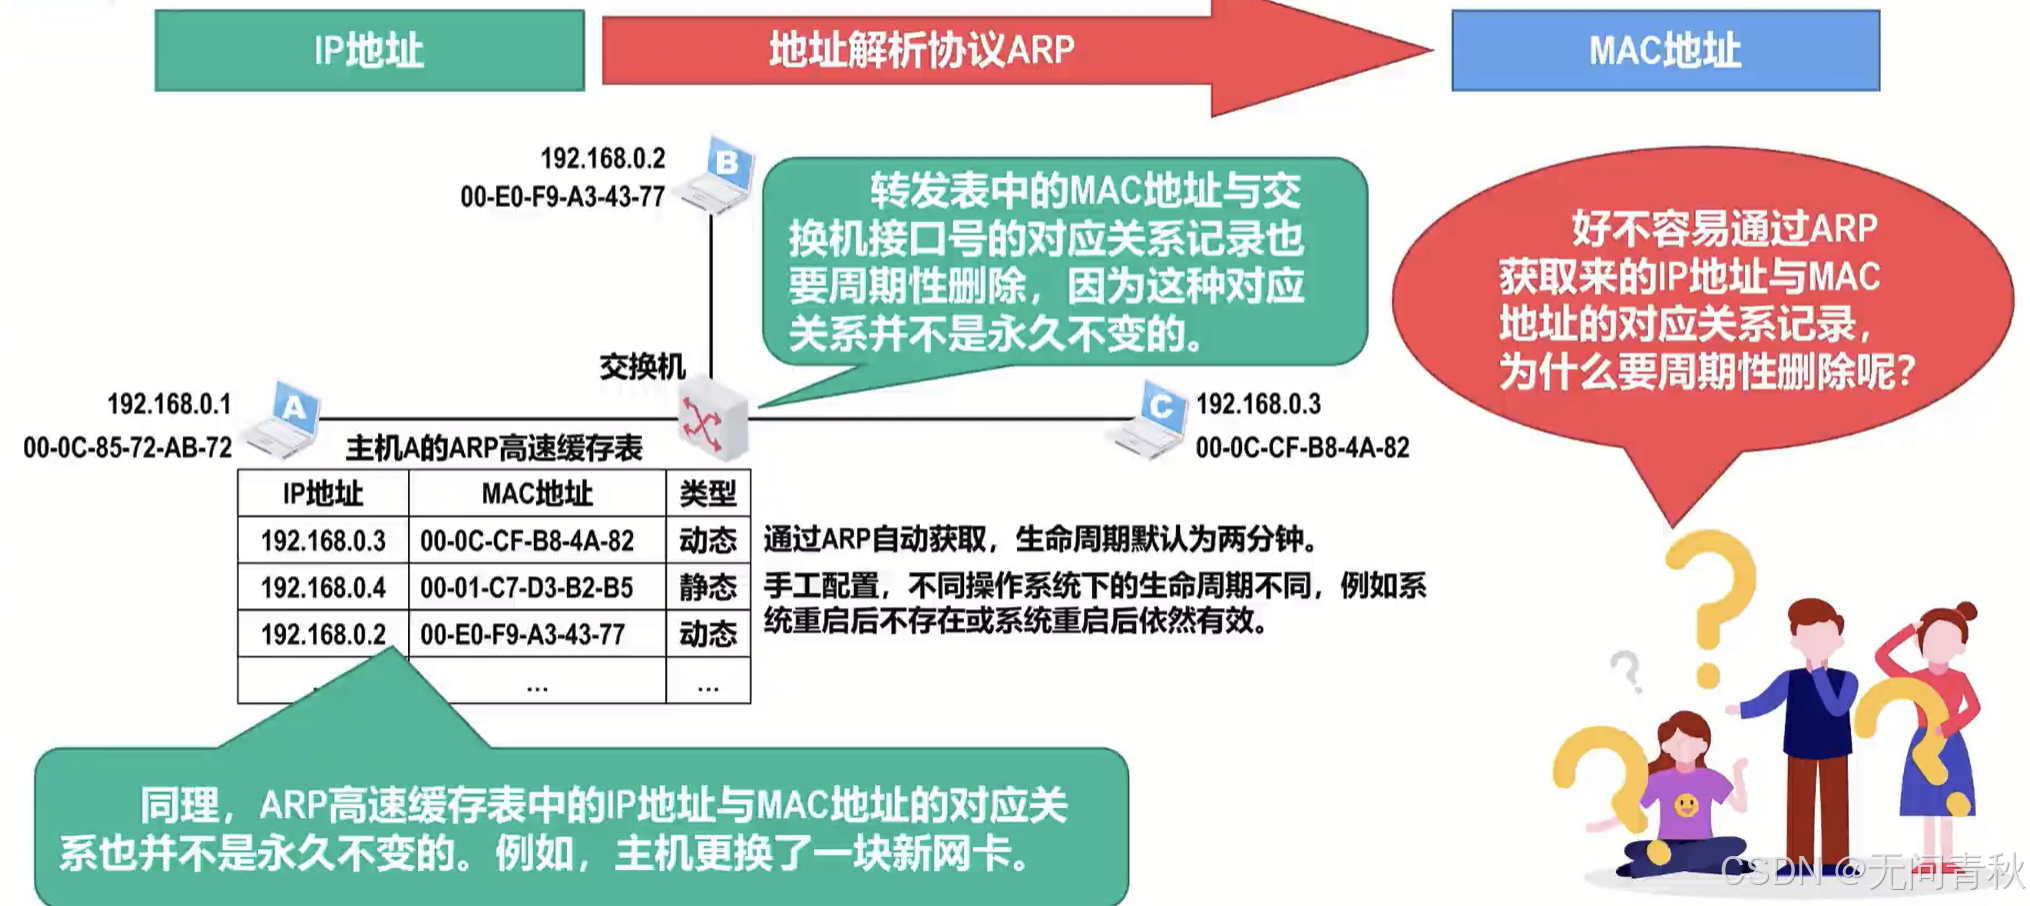 IP地址
地址解析协议ARP
MAC地址
192.168.0.2
00-E0-F9-A3-43-77
B
转发表中的MAC地址与交
换机接口号的对应关系记录也
要周期性删除，因为这种对应
关系并不是永久不变的。
好不容易通过ARP
获取来的IP地址与MAC
地址的对应关系记录，
为什么要周期性删除呢？
交换机
192.168.0.1
00-0C-85-72-AB-72
A
C
192.168.0.3
00-0C-CF-B8-4A-82
主机A的ARP高速缓存表
IP地址 MAC地址 类型
192.168.0.3 00-0C-CF-B8-4A-82 动态 通过ARP自动获取，生命周期默认为两分钟。
192.168.0.4 00-01-C7-D3-B2-B5 静态 手工配置，不同操作系统下的生命周期不同，例如系
统重启后不存在或系统重启后依然有效。
192.168.0.2 00-E0-F9-A3-43-77 动态
... ...
同理，ARP高速缓存表中的IP地址与MAC地址的对应关
系也并不是永久不变的。例如，主机更换了一块新网卡。
CSDN @无问青秋